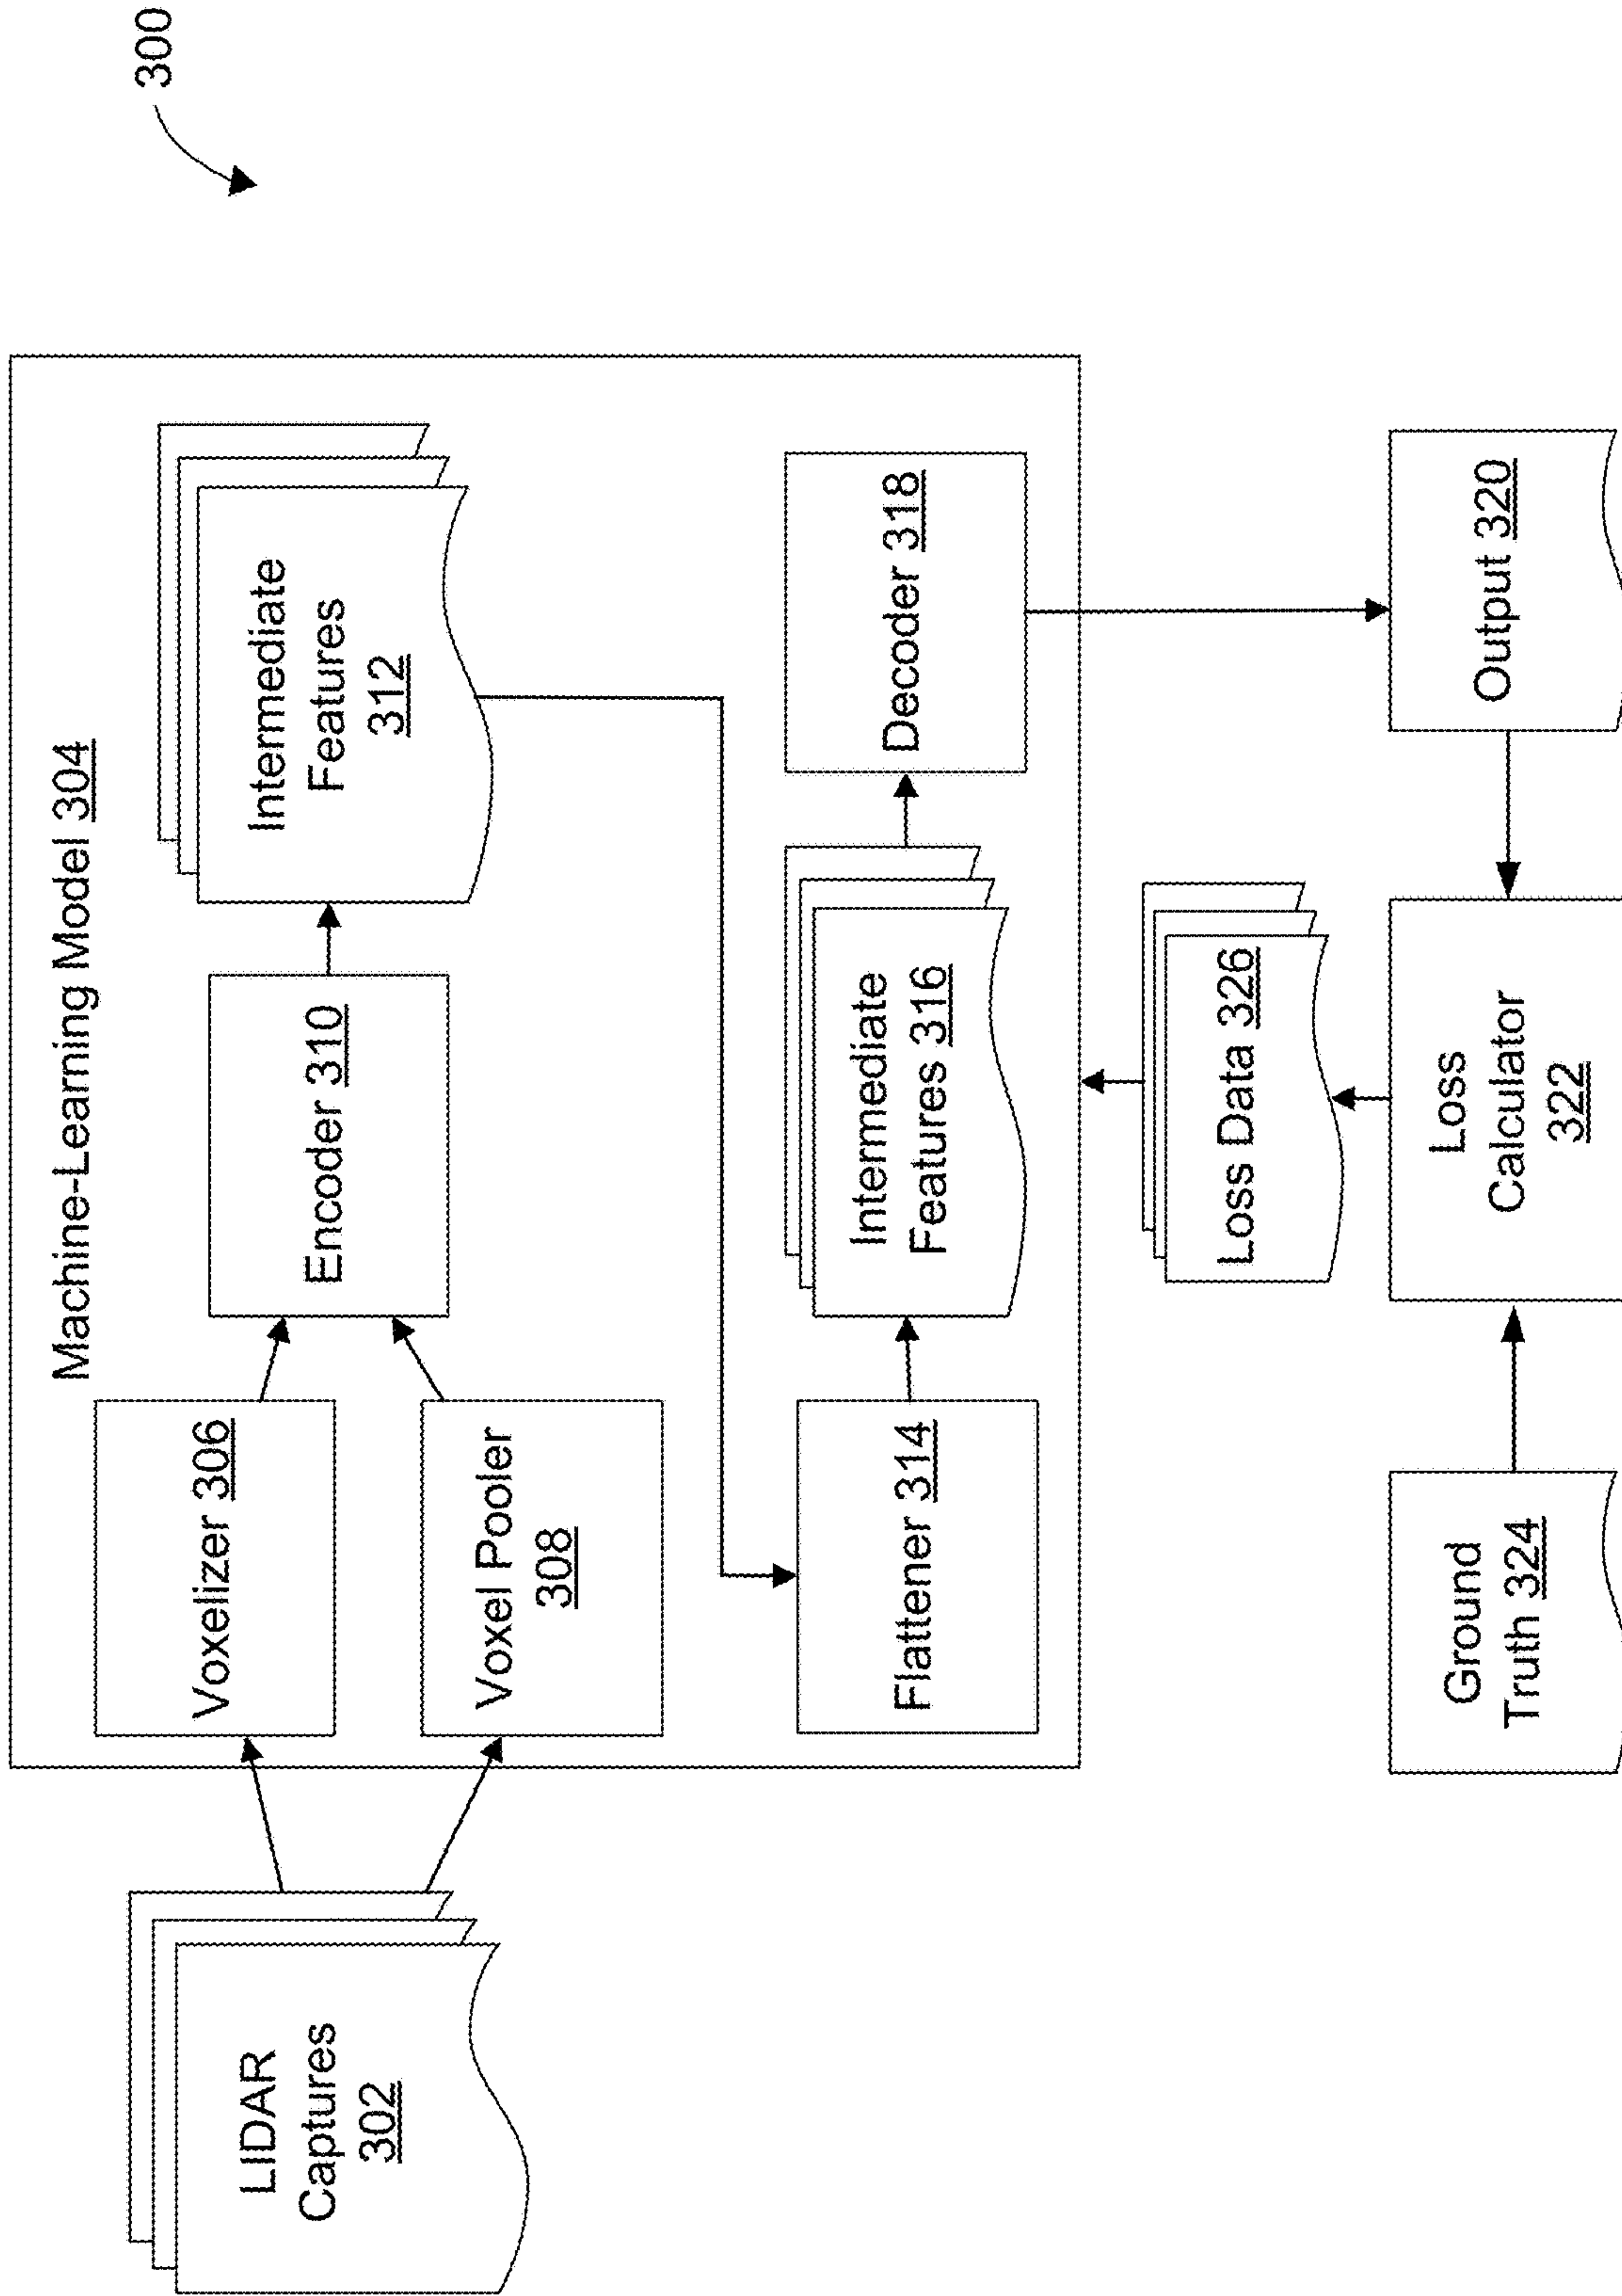 300
Machine-Learning Model 304
LIDAR
Captures
302
Voxelizer 306
Voxel Pooler
308
Encoder 310
Intermediate
Features
312
Flattener 314
Intermediate
Features 316
Decoder 318
Loss Data 326
Ground
Truth 324
Loss
Calculator
322
Output 320